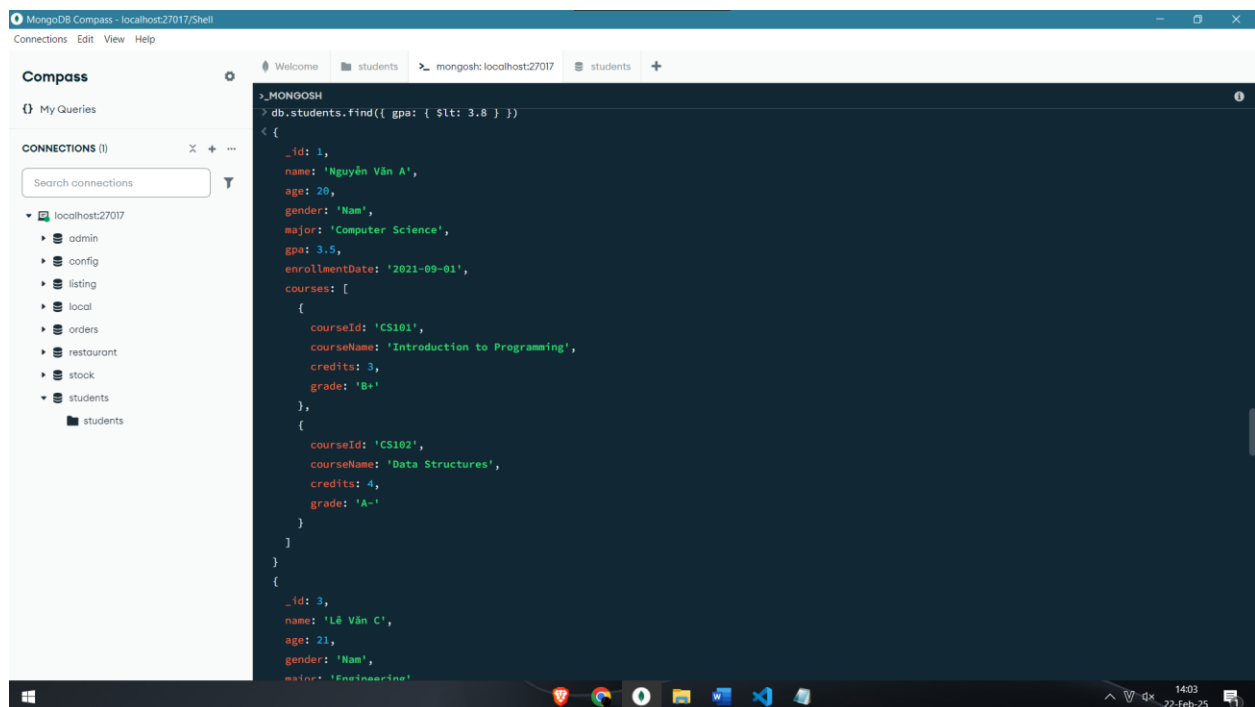 MongoDB Compass - localhost:27017/Shell
Connections Edit View Help
Compass
{} My Queries
CONNECTIONS (1)
Search connections
localhost:27017
admin
config
listing
local
orders
restaurant
stock
students
students
Welcome students >_ mongosh: localhost:27017 students +
>_MONGOSH
> db.students.find({ gpa: { $lt: 3.8 } })
< {
_id: 1,
name: 'Nguyễn Văn A',
age: 20,
gender: 'Nam',
major: 'Computer Science',
gpa: 3.5,
enrollmentDate: '2021-09-01',
courses: [
{
courseId: 'CS101',
courseName: 'Introduction to Programming',
credits: 3,
grade: 'B+'
},
{
courseId: 'CS102',
courseName: 'Data Structures',
credits: 4,
grade: 'A-'
}
]
}
{
_id: 3,
name: 'Lê Văn C',
age: 21,
gender: 'Nam',
major: 'Engineering'
14:03
22-Feb-25